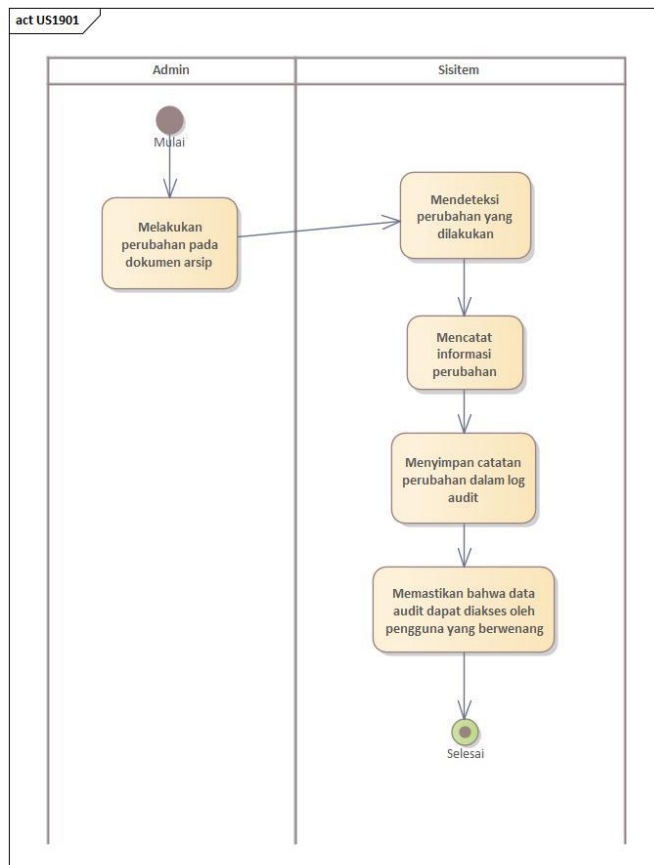 act US1901
Admin
Sisitem
Mulai
Melakukan
perubahan pada
dokumen arsip
Mendeteksi
perubahan yang
dilakukan
Mencatat
informasi
perubahan
Menyimpan catatan
perubahan dalam log
audit
Memastikan bahwa data
audit dapat diakses oleh
pengguna yang berwenang
Selesai